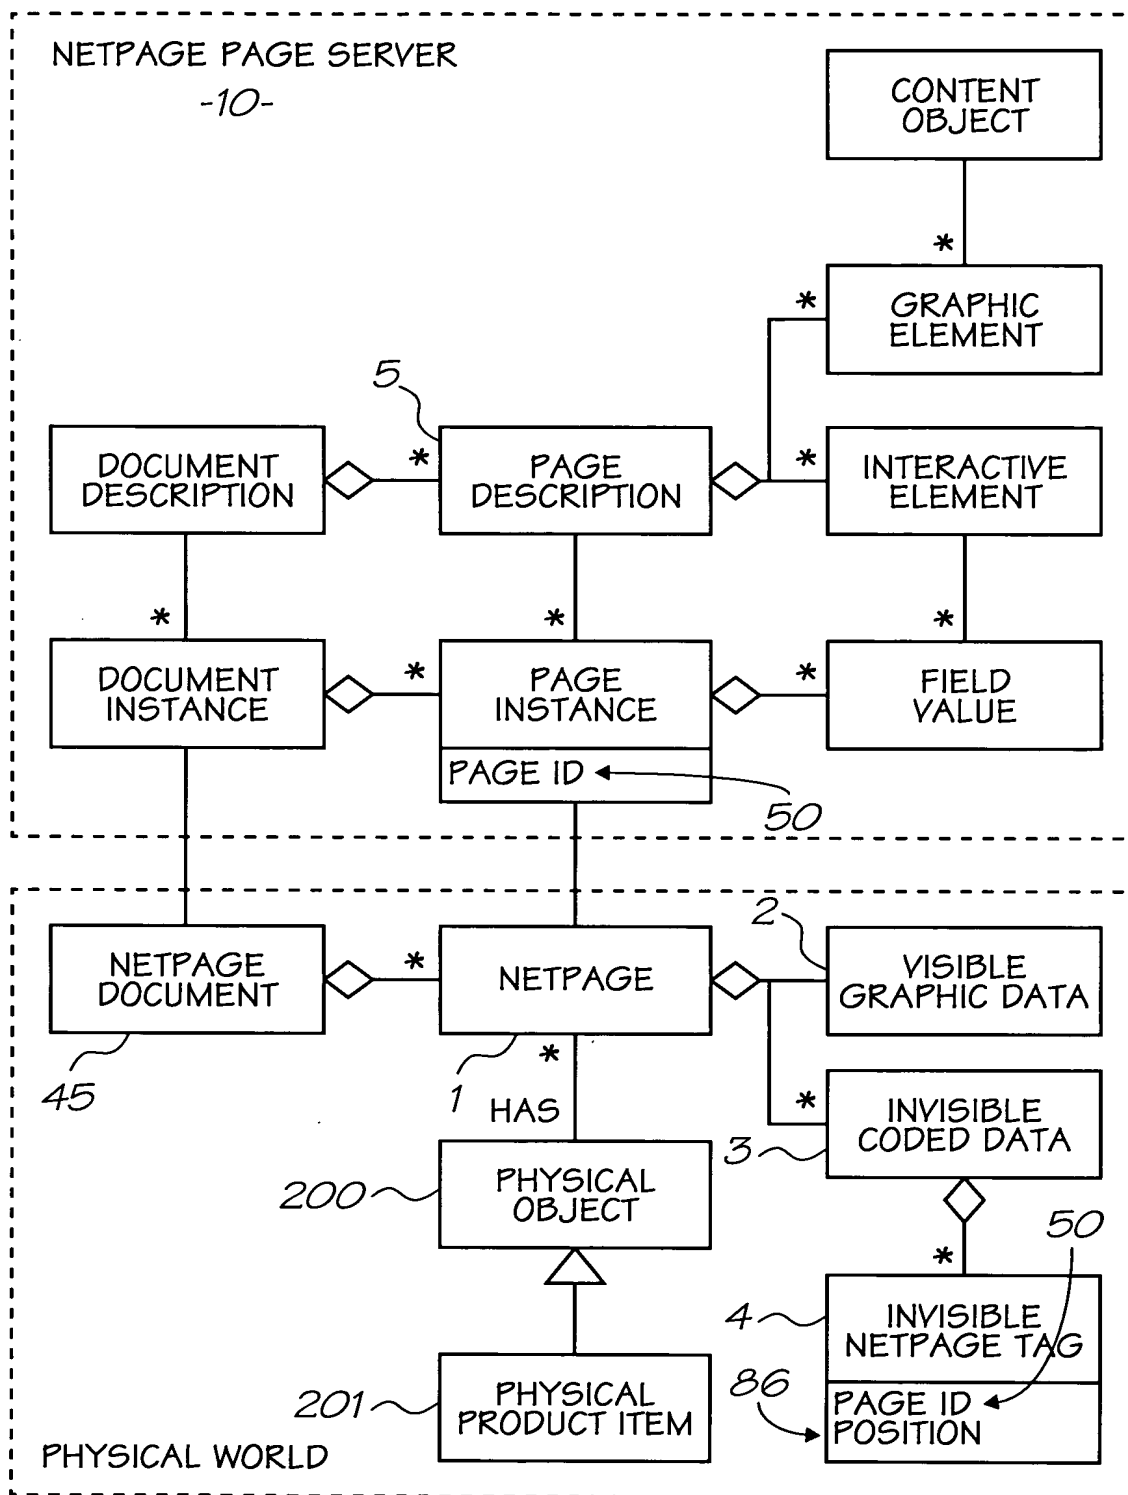 NETPAGE PAGE SERVER
-10-
CONTENT
OBJECT
*
*
GRAPHIC
ELEMENT
5
DOCUMENT
DESCRIPTION
*
PAGE
DESCRIPTION
*
INTERACTIVE
ELEMENT
*
*
*
DOCUMENT
INSTANCE
*
PAGE
INSTANCE
*
FIELD
VALUE
PAGE ID
50
NETPAGE
DOCUMENT
*
NETPAGE
2
VISIBLE
GRAPHIC DATA
45
1
*
HAS
*
INVISIBLE
CODED DATA
3
200
PHYSICAL
OBJECT
50
*
4
INVISIBLE
NETPAGE TAG
201
PHYSICAL
PRODUCT ITEM
86
PAGE ID
POSITION
PHYSICAL WORLD